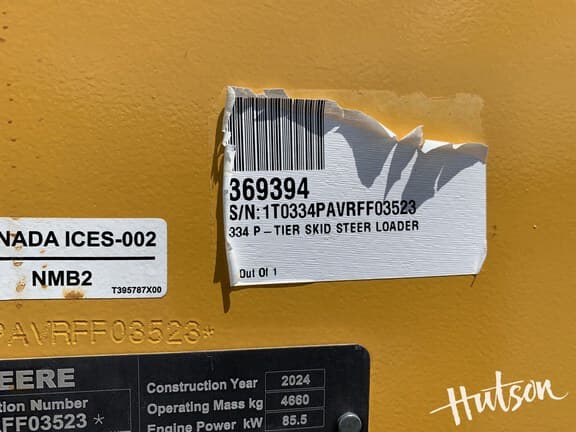 369394
S/N:1T0334PAVRFF03523
334 P-TIER SKID STEER LOADER
Out Of 1
NADA ICES-002
NMB2
T395787X00
PAVRFF03523*
EERE
tion Number
FF03523*
Construction Year 2024
Operating Mass kg 4660
Engine Power kW 85.5
Hutson